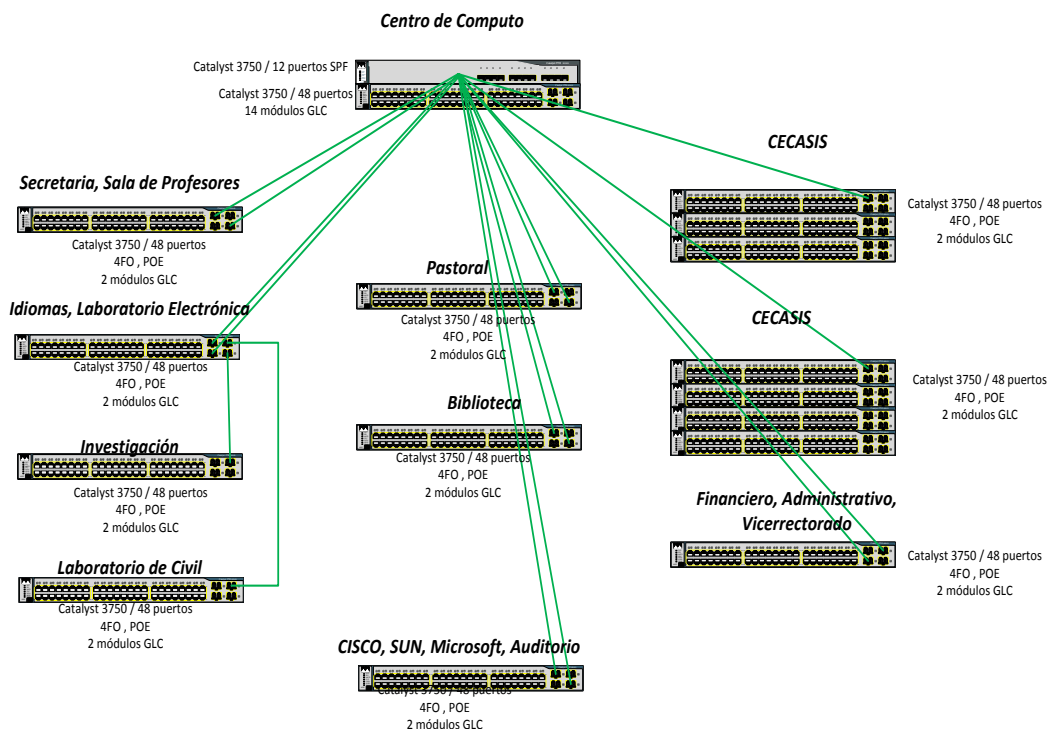 Centro de Computo
Catalyst 3750 / 12 puertos SPF
Catalyst 3750 / 48 puertos
14 módulos GLC
Secretaria, Sala de Profesores
Catalyst 3750 / 48 puertos
4FO , POE
2 módulos GLC
Idiomas, Laboratorio Electrónica
Catalyst 3750 / 48 puertos
4FO , POE
2 módulos GLC
Investigación
Catalyst 3750 / 48 puertos
4FO , POE
2 módulos GLC
Laboratorio de Civil
Catalyst 3750 / 48 puertos
4FO , POE
2 módulos GLC
Pastoral
Catalyst 3750 / 48 puertos
4FO , POE
2 módulos GLC
Biblioteca
Catalyst 3750 / 48 puertos
4FO , POE
2 módulos GLC
CISCO, SUN, Microsoft, Auditorio
Catalyst 3750 / 48 puertos
4FO , POE
2 módulos GLC
CECASIS
Catalyst 3750 / 48 puertos
4FO , POE
2 módulos GLC
CECASIS
Catalyst 3750 / 48 puertos
4FO , POE
2 módulos GLC
Financiero, Administrativo,
Vicerrectorado
Catalyst 3750 / 48 puertos
4FO , POE
2 módulos GLC